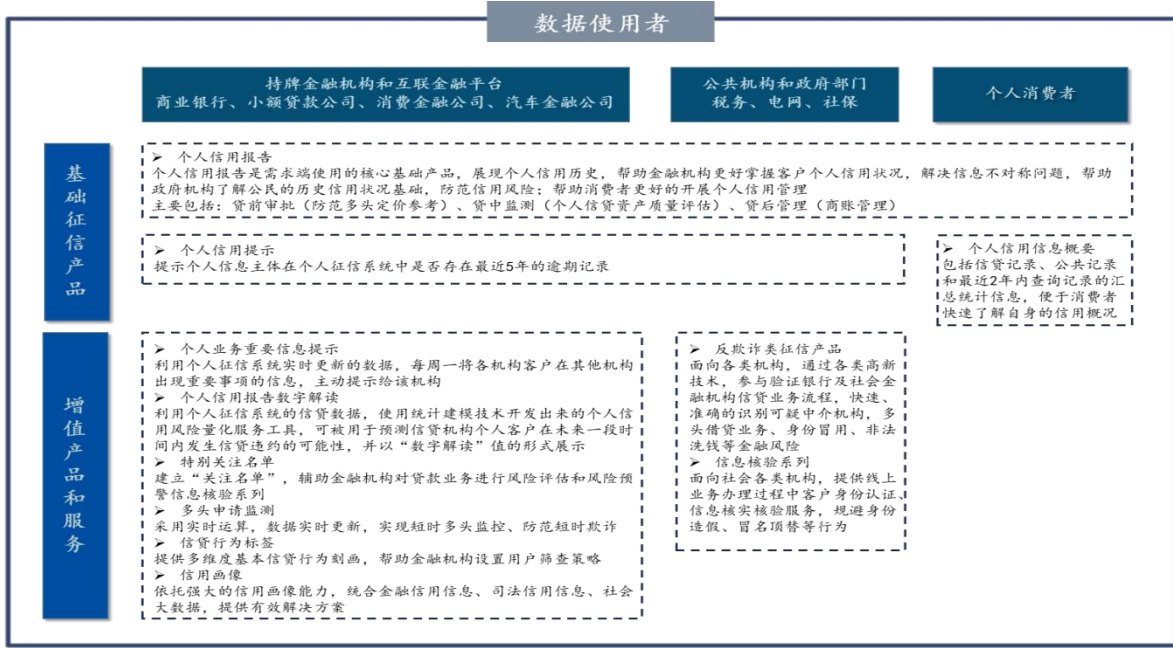 数据使用者
持牌金融机构和互联金融平台
商业银行、小额贷款公司、消费金融公司、汽车金融公司
公共机构和政府部门
税务、电网、社保
个人消费者
基础征信产品
➢ 个人信用报告
个人信用报告是需求端使用的核心基础产品，展现个人信用历史，帮助金融机构更好掌握客户个人信用状况，解决信息不对称问题，帮助
政府机构了解公民的历史信用状况基础，防范信用风险；帮助消费者更好的开展个人信用管理
主要包括：贷前审批（防范多头定价参考）、贷中监测（个人信贷资产质量评估）、贷后管理（商账管理）
➢ 个人信用提示
提示个人信息主体在个人征信系统中是否存在最近5年的逾期记录
➢ 个人信用信息概要
包括信贷记录、公共记录
和最近2年内查询记录的汇
总统计信息，便于消费者
快速了解自身的信用概况
增值产品和服务
➢ 个人业务重要信息提示
利用个人征信系统实时更新的数据，每周一将各机构客户在其他机构
出现重要事项的信息，主动提示给该机构
➢ 个人信用报告数字解读
利用个人征信系统的信贷数据，使用统计建模技术开发出来的个人信
用风险量化服务工具，可被用于预测信贷机构个人客户在未来一段时
间内发生信贷违约的可能性，并以“数字解读”值的形式展示
➢ 特别关注名单
建立“关注名单”，辅助金融机构对贷款业务进行风险评估和风险预
警信息核验系列
➢ 多头申请监测
采用实时运算，数据实时更新，实现短时多头监控、防范短时欺诈
➢ 信贷行为标签
提供多维度基本信贷行为刻画，帮助金融机构设置用户筛查策略
➢ 信用画像
依托强大的信用画像能力，统合金融信用信息、司法信用信息、社会
大数据，提供有效解决方案
➢ 反欺诈类征信产品
面向各类机构，通过各类高新
技术，参与验证银行及社会金
融机构信贷业务流程，快速、
准确的识别可疑中介机构，多
头借贷业务、身份冒用、非法
洗钱等金融风险
➢ 信息核验系列
面向社会各类机构，提供线上
业务办理过程中客户身份认证、
信息核实核验服务，规避身份
造假、冒名顶替等行为